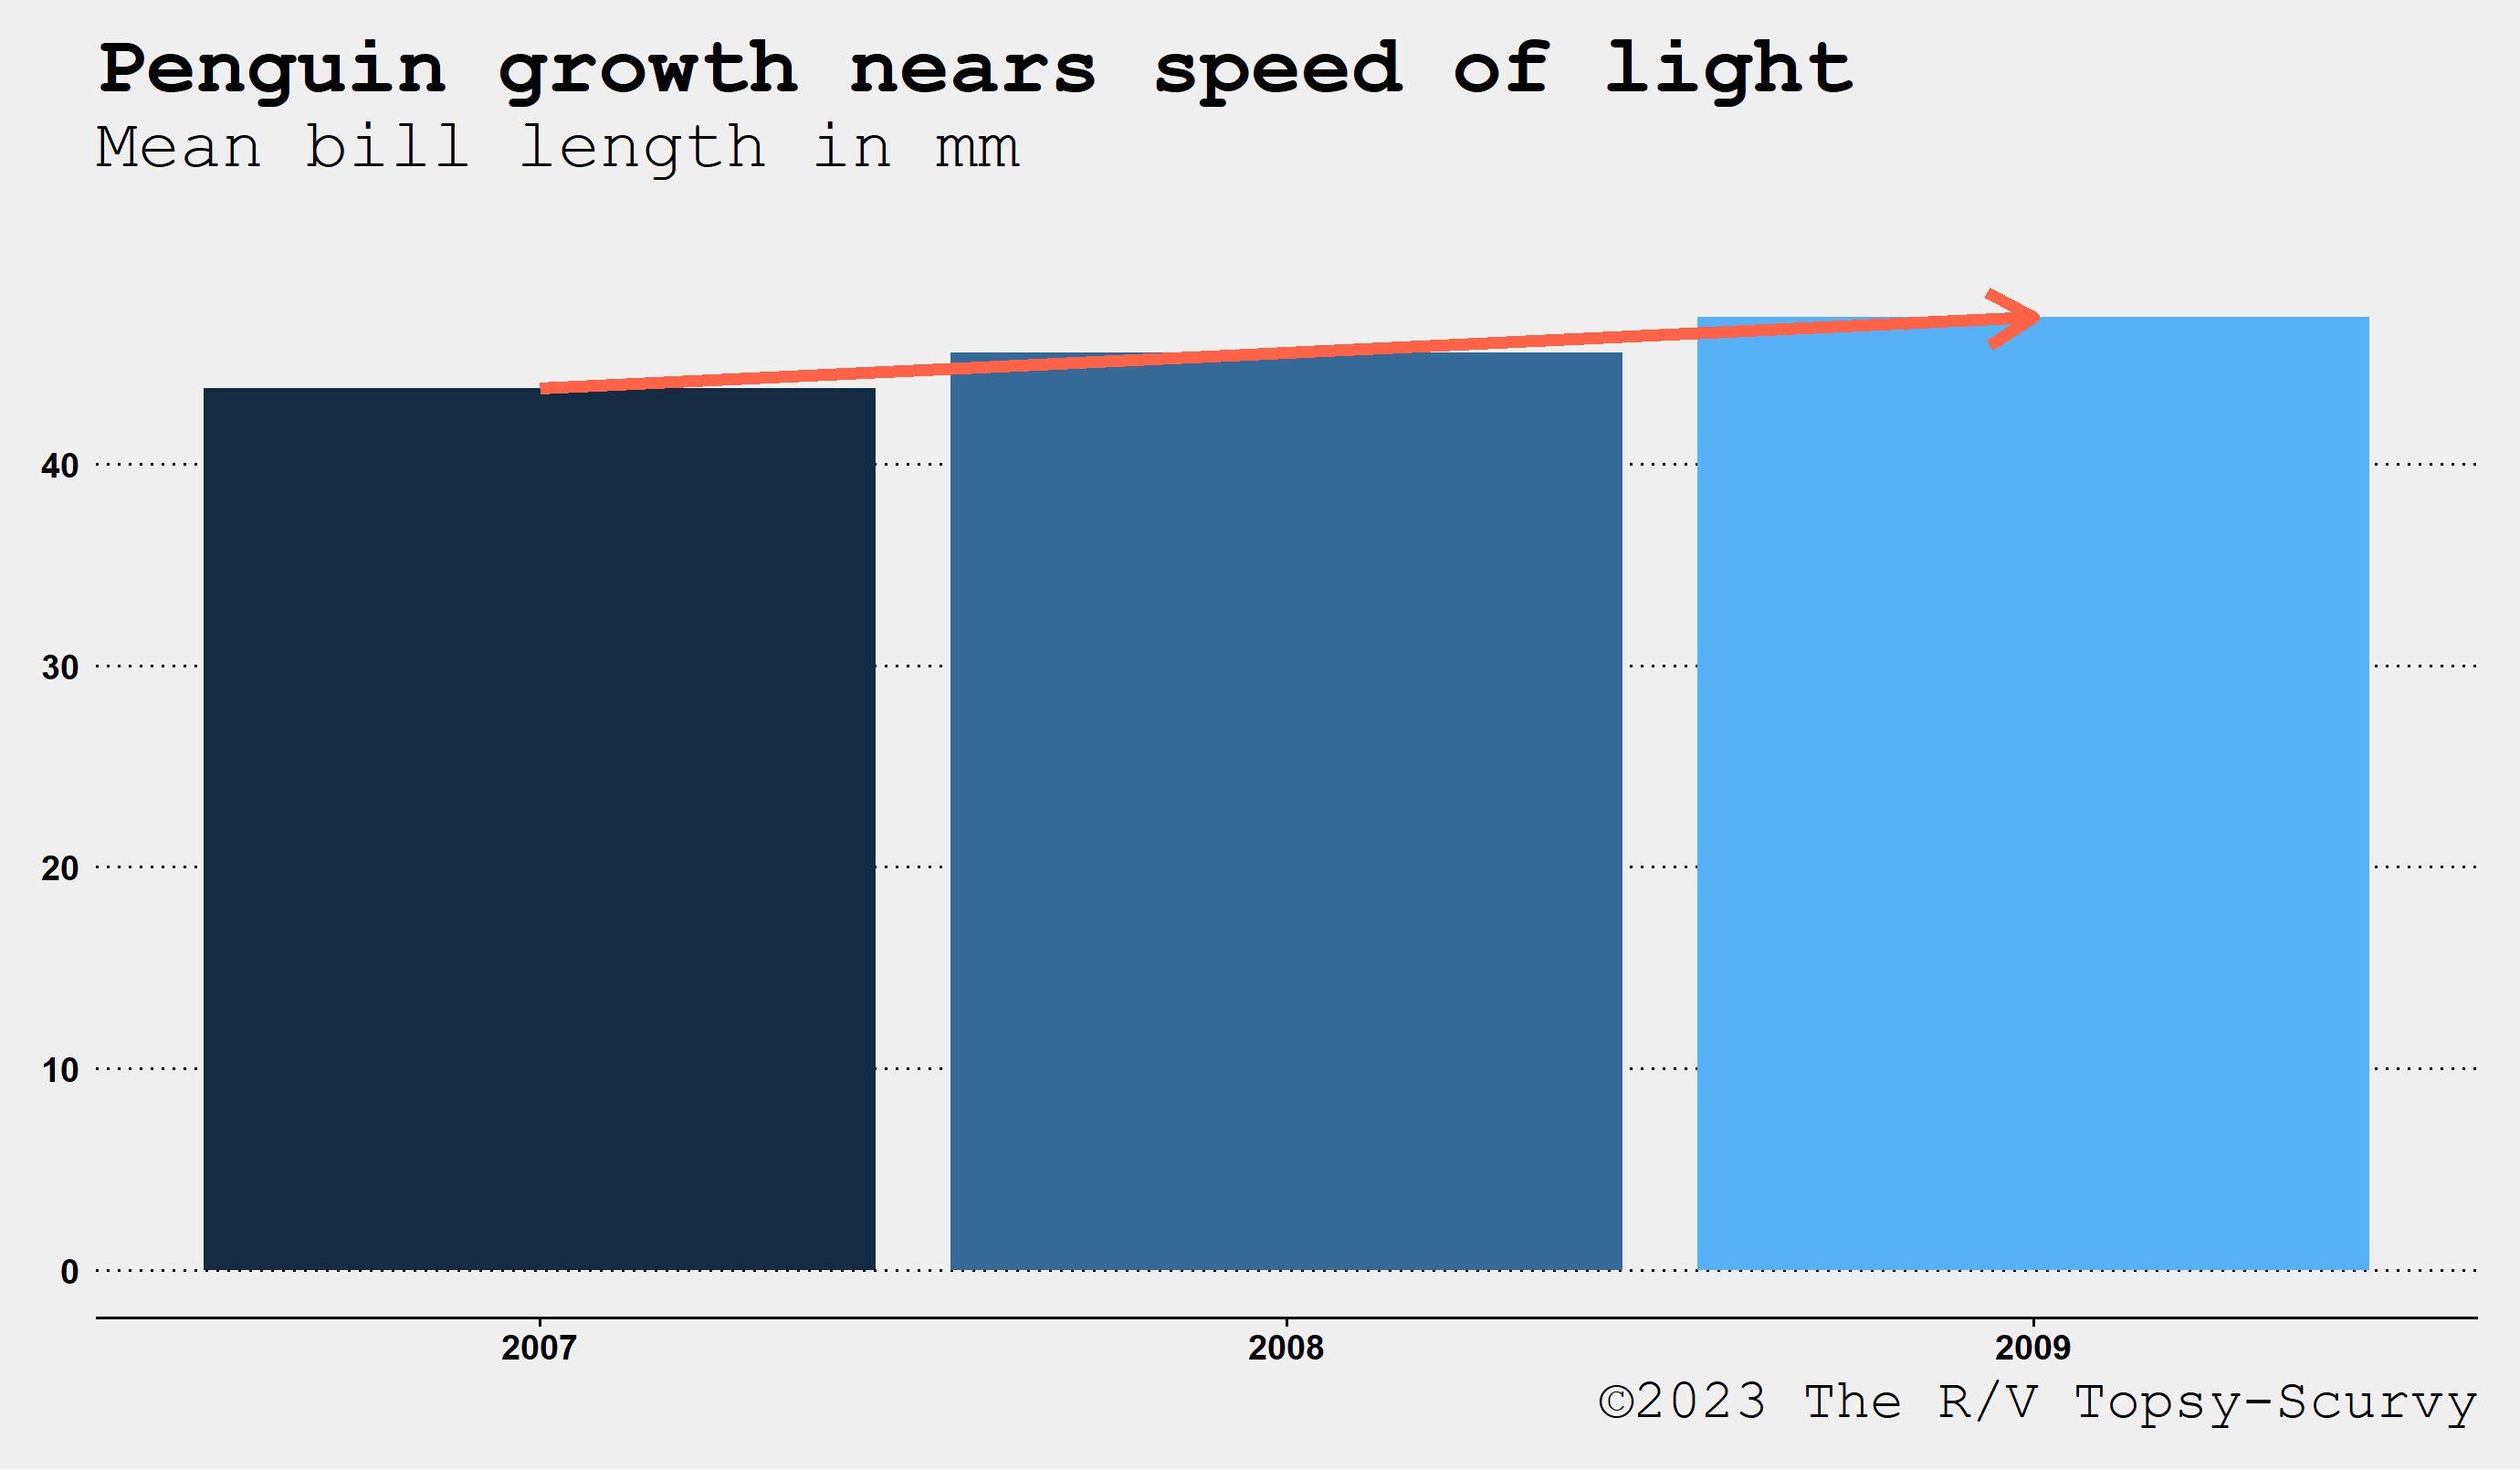 Penguin growth nears speed of light
Mean bill length in mm
40
30
20
10
0
2007 2008 2009
©2023 The R/V Topsy-Scurvy